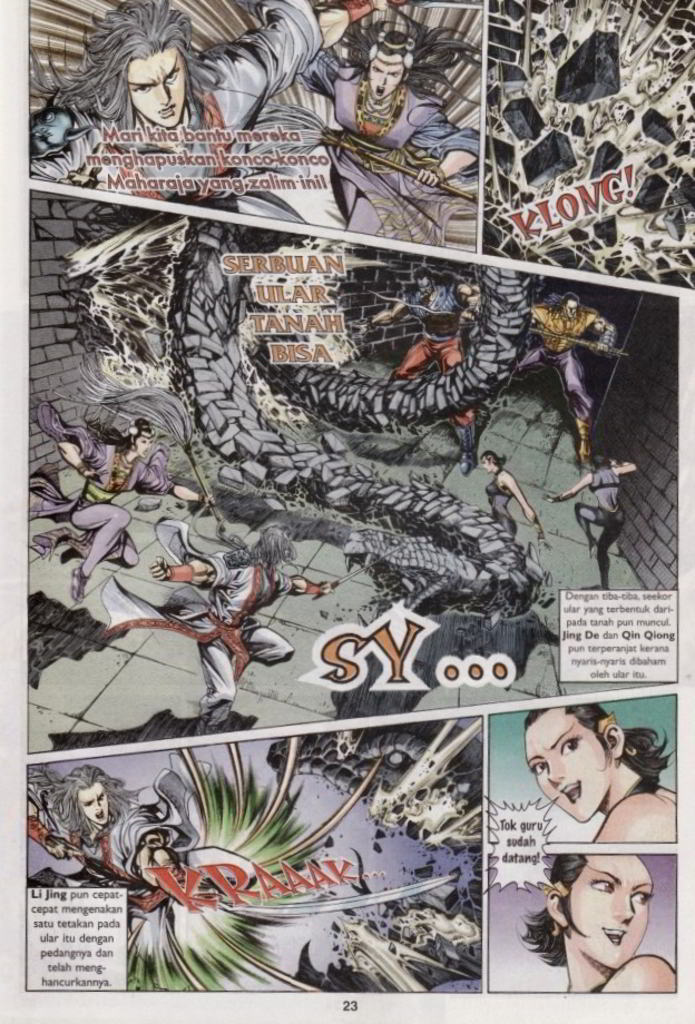 Mari kita bantu mereka
menghapuskan konco-konco
Maharaja yang zalim ini!
KLONG!
SERBUAN
ULAR
TANAH
BISA
Dengan tiba-tiba, seekor
ular yang terbentuk dari-
pada tanah pun muncul.
Jing De dan Qin Qiong
pun terperanjat kerana
nyaris-nyaris dibaham
oleh ular itu.
SY...
KRAAAK...
Li Jing pun cepat-
cepat mengenakan
satu tetakan pada
ular itu dengan
pedangnya dan
telah meng-
hancurkannya.
Tok guru
sudah
datang!
23